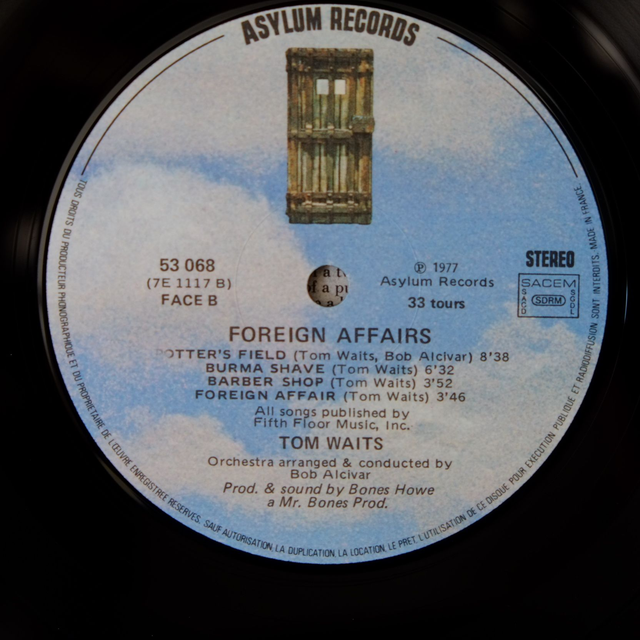 ASYLUM RECORDS
53 068
(7E 1117 B)
FACE B
℗ 1977
Asylum Records
33 tours
STEREO
SACEM
SDRM
FOREIGN AFFAIRS
POTTER'S FIELD (Tom Waits, Bob Alcivar) 8'38
BURMA SHAVE (Tom Waits) 6'32
BARBER SHOP (Tom Waits) 3'52
FOREIGN AFFAIR (Tom Waits) 3'46
All songs published by
Fifth Floor Music, Inc.
TOM WAITS
Orchestra arranged & conducted by
Bob Alcivar
Prod. & sound by Bones Howe
a Mr. Bones Prod.
TOUS DROITS DU PRODUCTEUR PHONOGRAPHIQUE ET DU PROPRIETAIRE DE L'ŒUVRE ENREGISTREE RESERVES. SAUF AUTORISATION, LA DUPLICATION, LA LOCATION, LE PRET, L'UTILISATION DE CE DISQUE POUR EXECUTION PUBLIQUE ET RADIODIFFUSION SONT INTERDITS. MADE IN FRANCE.